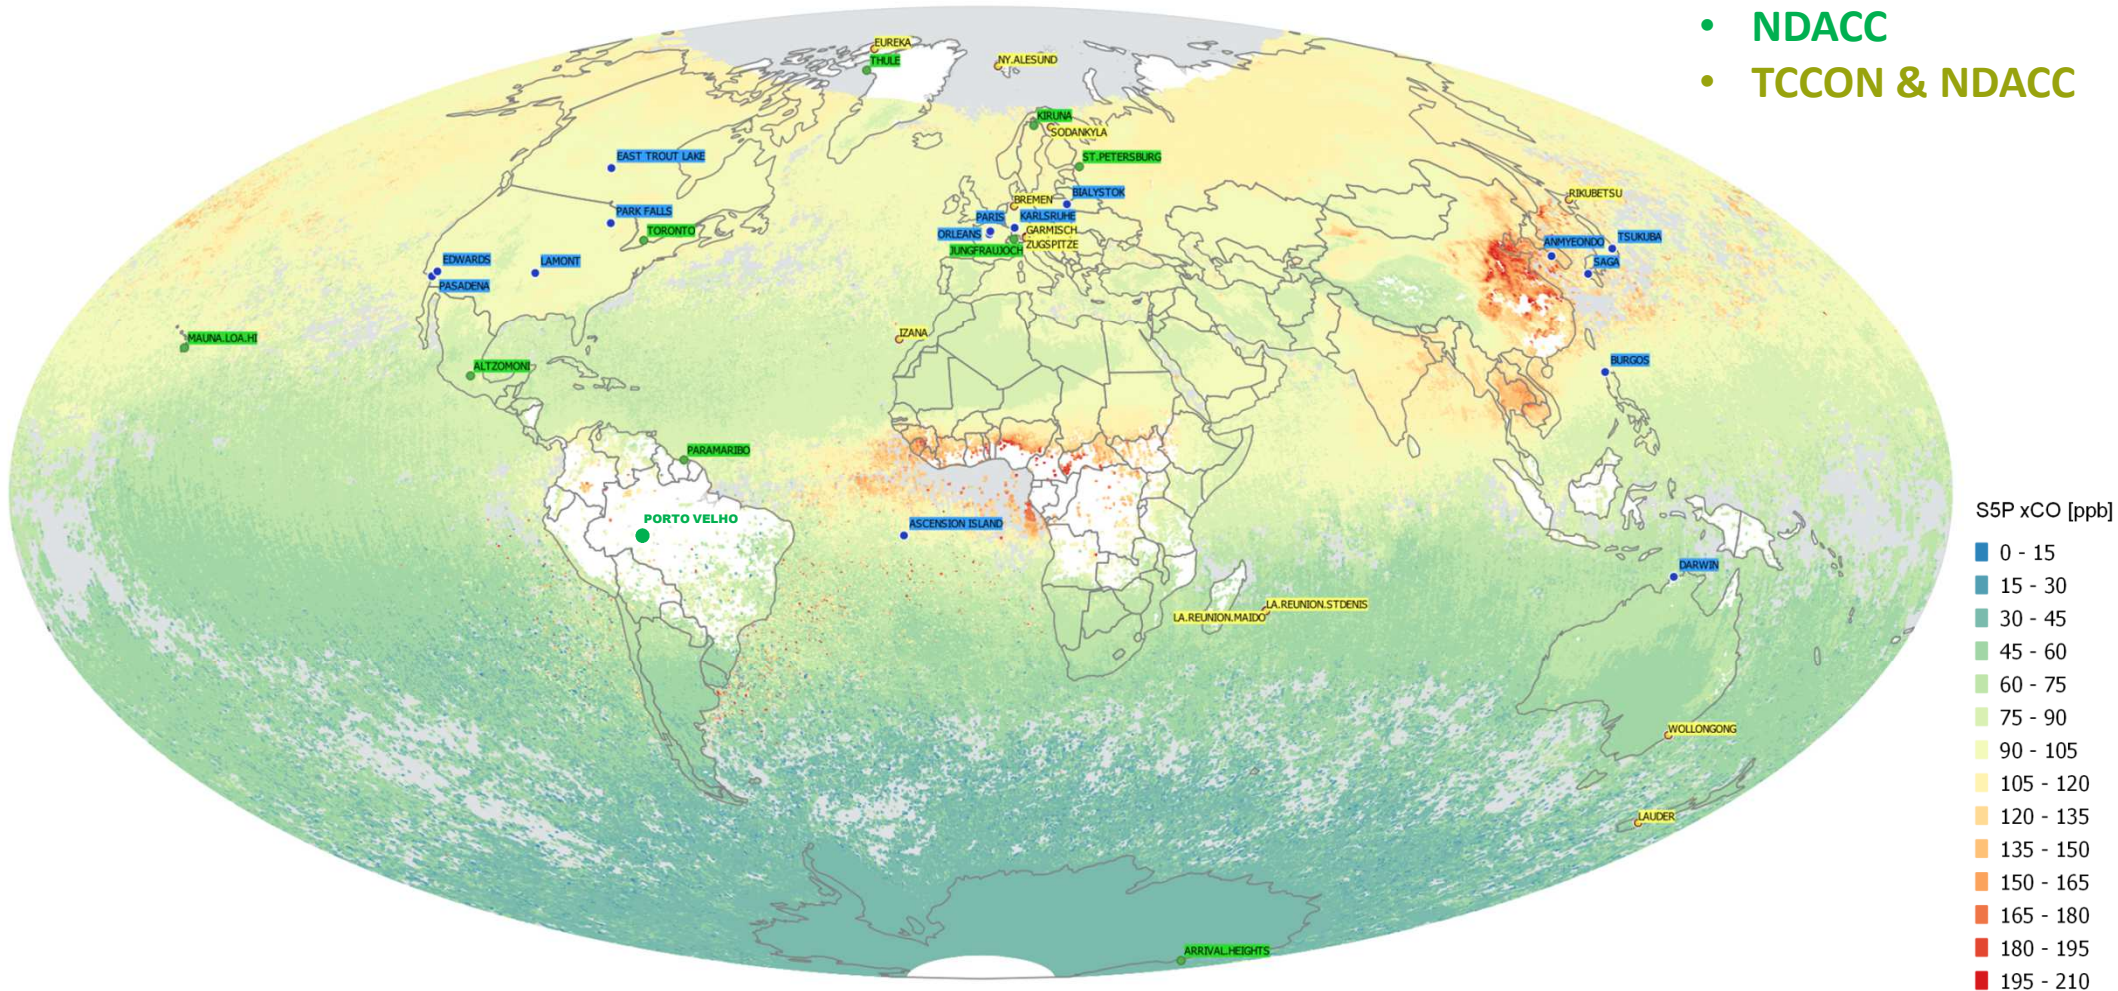 • NDACC
• TCCON & NDACC
EUREKA
NY.ALESUND
THULE
KIRUNA
SODANKYLA
EAST TROUT LAKE
ST.PETERSBURG
BIALYSTOK
RIKUBETSU
BREMEN
PARK FALLS
PARIS
KARLSRUHE
TORONTO
ORLEANS
GARMISCH
TSUKUBA
ANMYEONDO
ZUGSPITZE
JUNGFRAUJOCH
EDWARDS
LAMONT
SAGA
PASADENA
IZANA
MAUNA.LOA.HI
BURGOS
ALTZOMONI
PARAMARIBO
PORTO VELHO
ASCENSION ISLAND
DARWIN
LA.REUNION.STDENIS
LA.REUNION.MAIDO
WOLLONGONG
LAUDER
ARRIVAL.HEIGHTS
S5P xCO [ppb]
0 - 15
15 - 30
30 - 45
45 - 60
60 - 75
75 - 90
90 - 105
105 - 120
120 - 135
135 - 150
150 - 165
165 - 180
180 - 195
195 - 210